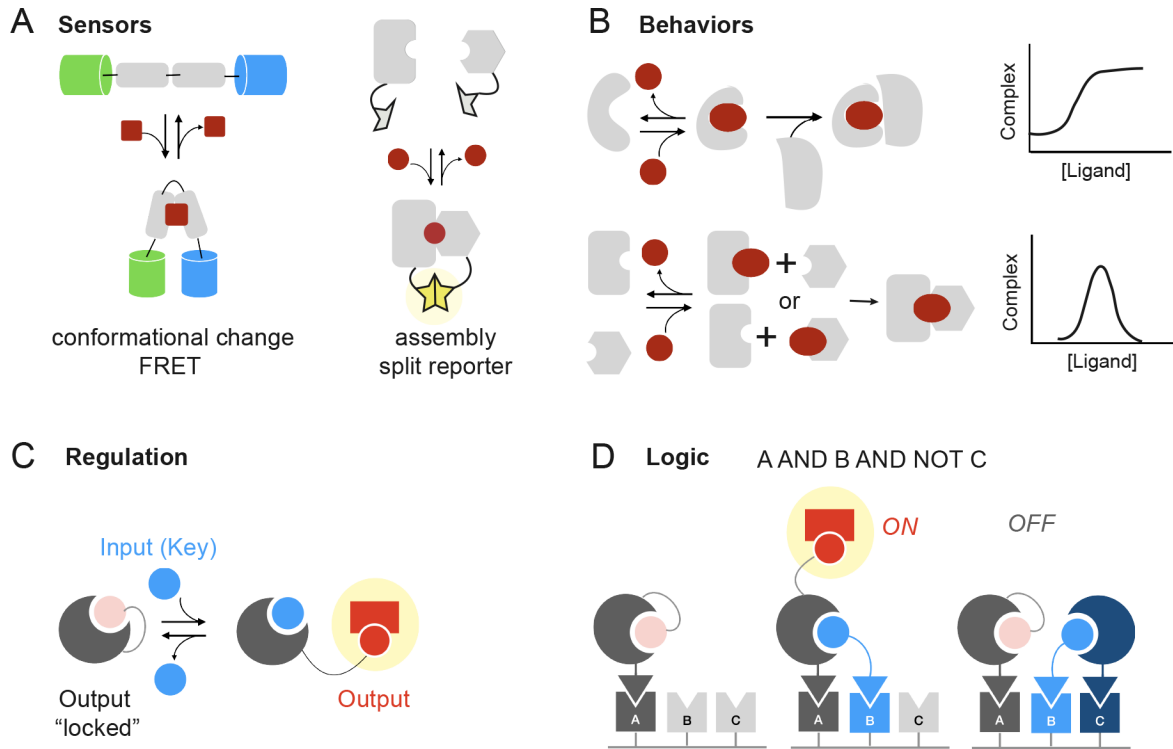 A Sensors
conformational change
FRET
assembly
split reporter
B Behaviors
Complex
[Ligand]
+
or
+
Complex
[Ligand]
C Regulation
Input (Key)
Output
“locked”
Output
D Logic A AND B AND NOT C
ON
OFF
A B C
A B C
A B C